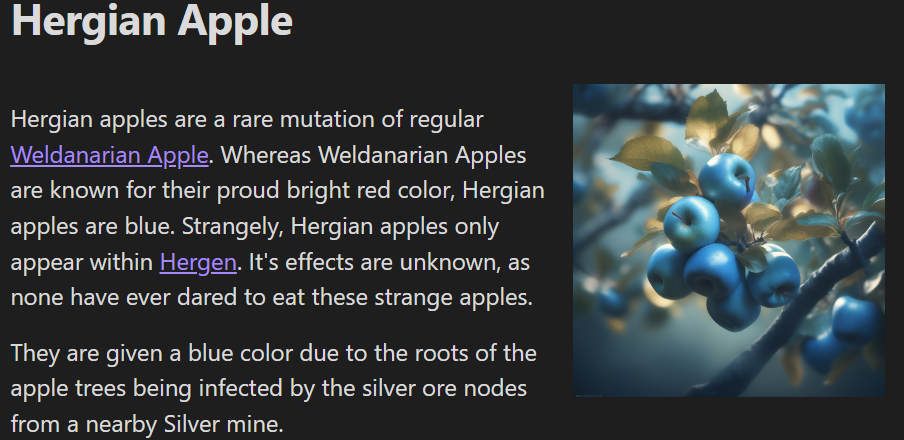 Hergian Apple
Hergian apples are a rare mutation of regular
Weldanarian Apple. Whereas Weldanarian Apples
are known for their proud bright red color, Hergian
apples are blue. Strangely, Hergian apples only
appear within Hergen. It's effects are unknown, as
none have ever dared to eat these strange apples.
They are given a blue color due to the roots of the
apple trees being infected by the silver ore nodes
from a nearby Silver mine.